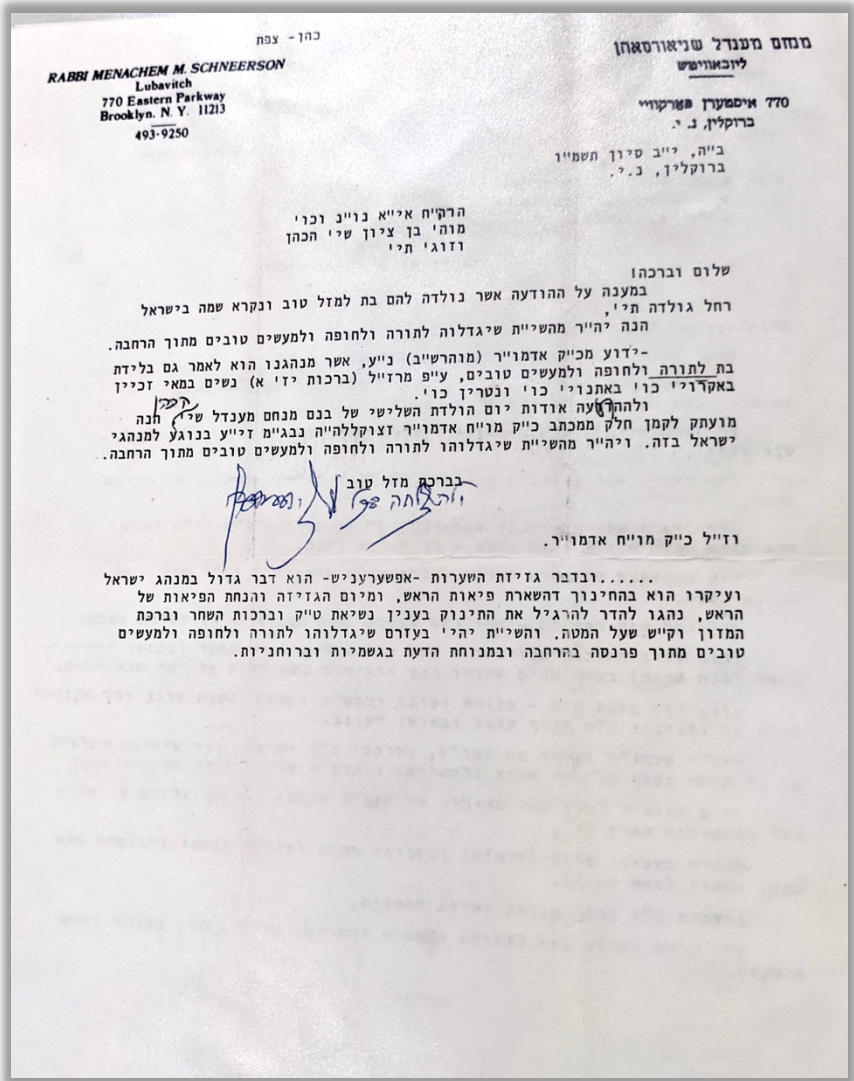 כהן - צפת
RABBI MENACHEM M. SCHNEERSON
Lubavitch
770 Eastern Parkway
Brooklyn. N. Y. 11213
493-9250
מנחם מענדל שניאורסאהן
ליובאוויטש
770 איסטערן פארקוויי
ברוקלין, נ. י.
ב"ה, י"ב סיון תשמ"ו
ברוקלין, נ.י.
הרה"ח אי"א נו"נ וכו'
מוה' בן ציון שי' הכהן
וזוג' תי'
שלום וברכה!
במענה על ההודעה אשר נולדה להם בת למזל טוב ונקרא שמה בישראל
רחל גולדה תי',
הנה יה"ר מהשי"ת שיגדלוה לתורה ולחופה ולמעשים טובים מתוך הרחבה.
-ידוע מכ"ק אדמו"ר (מוהרש"ב) נ"ע, אשר מנהגנו הוא לאמר גם בלידת
בת לתורה ולחופה ולמעשים טובים, ע"פ מרז"ל (ברכות יז' א) נשים במאי זכיין
באקרויי כו' באתנויי כו' ונטרין כו'.
ולההודעה אודות יום הולדת השלישי של בנם מנחם מענדל שי' הכהן הנה
מועתק לקמן חלק ממכתב כ"ק מו"ח אדמו"ר זצוקללה"ה נבג"מ זי"ע בנוגע למנהגי
ישראל בזה. ויה"ר מהשי"ת שיגדלוהו לתורה ולחופה ולמעשים טובים מתוך הרחבה.
בברכת מזל טוב
וז"ל כ"ק מו"ח אדמו"ר.
......ובדבר גזיזת השערות -אפשערעניש- הוא דבר גדול במנהג ישראל
ועיקרו הוא בהחינוך דהשארת פיאות הראש, ומיום הגזיזה והנחת הפיאות של
הראש, נהגו להדר להרגיל את התינוק בענין נשיאת ט"ק וברכות השחר וברכת
המזון וק"ש שעל המטה. והשי"ת יהי' בעזרם שיגדלוהו לתורה ולחופה ולמעשים
טובים מתוך פרנסה בהרחבה ובמנוחת הדעת בגשמיות וברוחניות.